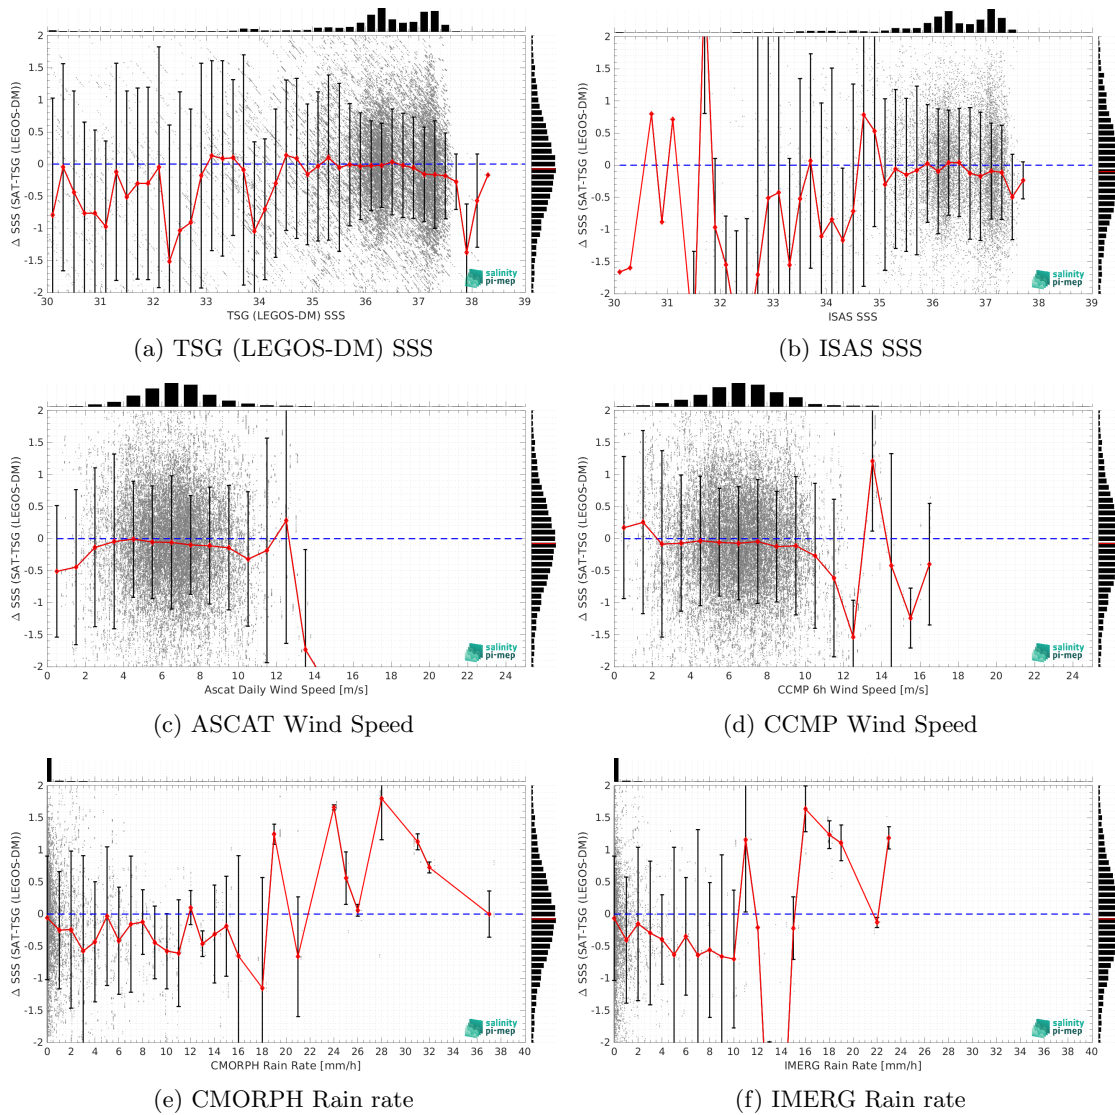 Δ SSS (SAT-TSG (LEGOS-DM))
2
1.5
1
0.5
0
-0.5
-1
-1.5
-2
30 31 32 33 34 35 36 37 38 39
TSG (LEGOS-DM) SSS
salinity
pi-mep
(a) TSG (LEGOS-DM) SSS
Δ SSS (SAT-TSG (LEGOS-DM))
2
1.5
1
0.5
0
-0.5
-1
-1.5
-2
30 31 32 33 34 35 36 37 38 39
ISAS SSS
salinity
pi-mep
(b) ISAS SSS
Δ SSS (SAT-TSG (LEGOS-DM))
2
1.5
1
0.5
0
-0.5
-1
-1.5
-2
0 2 4 6 8 10 12 14 16 18 20 22 24
Ascat Daily Wind Speed [m/s]
salinity
pi-mep
(c) ASCAT Wind Speed
Δ SSS (SAT-TSG (LEGOS-DM))
2
1.5
1
0.5
0
-0.5
-1
-1.5
-2
0 2 4 6 8 10 12 14 16 18 20 22 24
CCMP 6h Wind Speed [m/s]
salinity
pi-mep
(d) CCMP Wind Speed
Δ SSS (SAT-TSG (LEGOS-DM))
2
1.5
1
0.5
0
-0.5
-1
-1.5
-2
0 2 4 6 8 10 12 14 16 18 20 22 24 26 28 30 32 34 36 38 40
CMORPH Rain Rate [mm/h]
salinity
pi-mep
(e) CMORPH Rain rate
Δ SSS (SAT-TSG (LEGOS-DM))
2
1.5
1
0.5
0
-0.5
-1
-1.5
-2
0 2 4 6 8 10 12 14 16 18 20 22 24 26 28 30 32 34 36 38 40
IMERG Rain Rate [mm/h]
salinity
pi-mep
(f) IMERG Rain rate